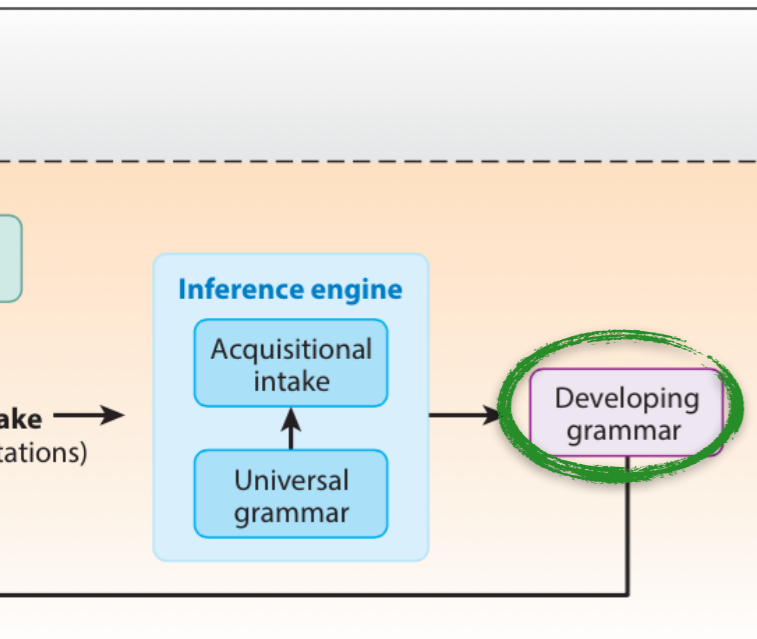 Inference engine
Acquisitional
intake
Universal
grammar
ake
tations)
Developing
grammar